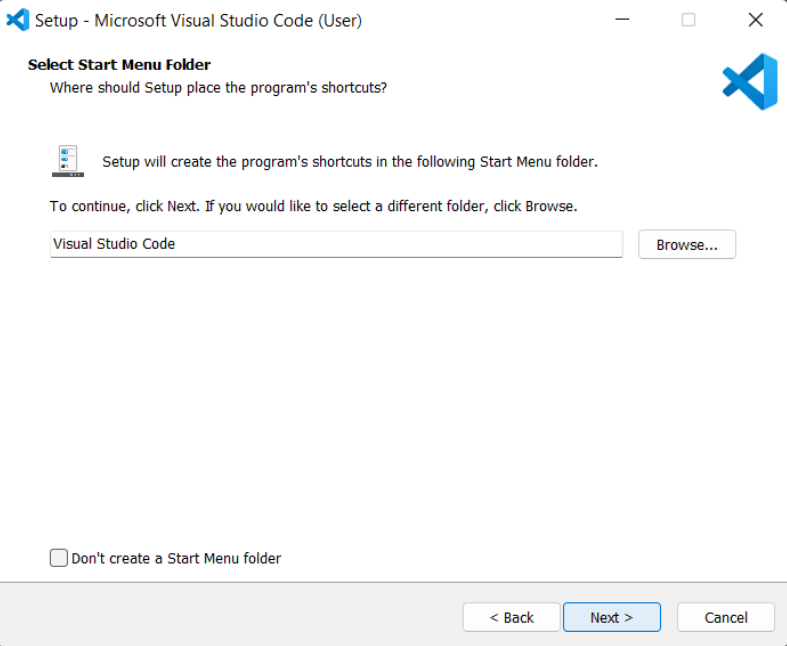 Setup - Microsoft Visual Studio Code (User)
Select Start Menu Folder
Where should Setup place the program's shortcuts?
Setup will create the program's shortcuts in the following Start Menu folder.
To continue, click Next. If you would like to select a different folder, click Browse.
Visual Studio Code
Browse...
Don't create a Start Menu folder
< Back
Next >
Cancel